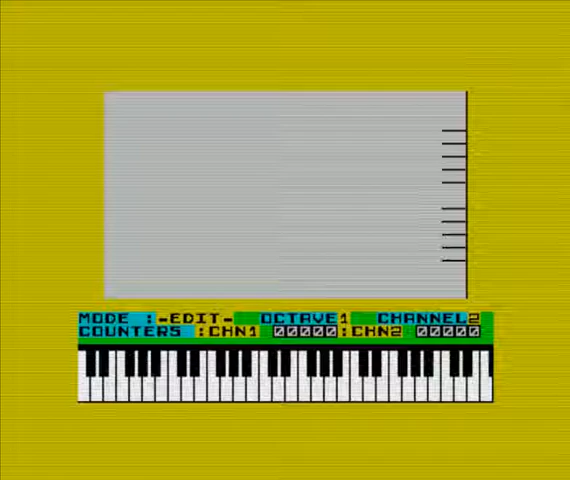 MODE :-EDIT- OCTAVE1 CHANNEL2
COUNTERS :CHN1 00000:CHN2 00000